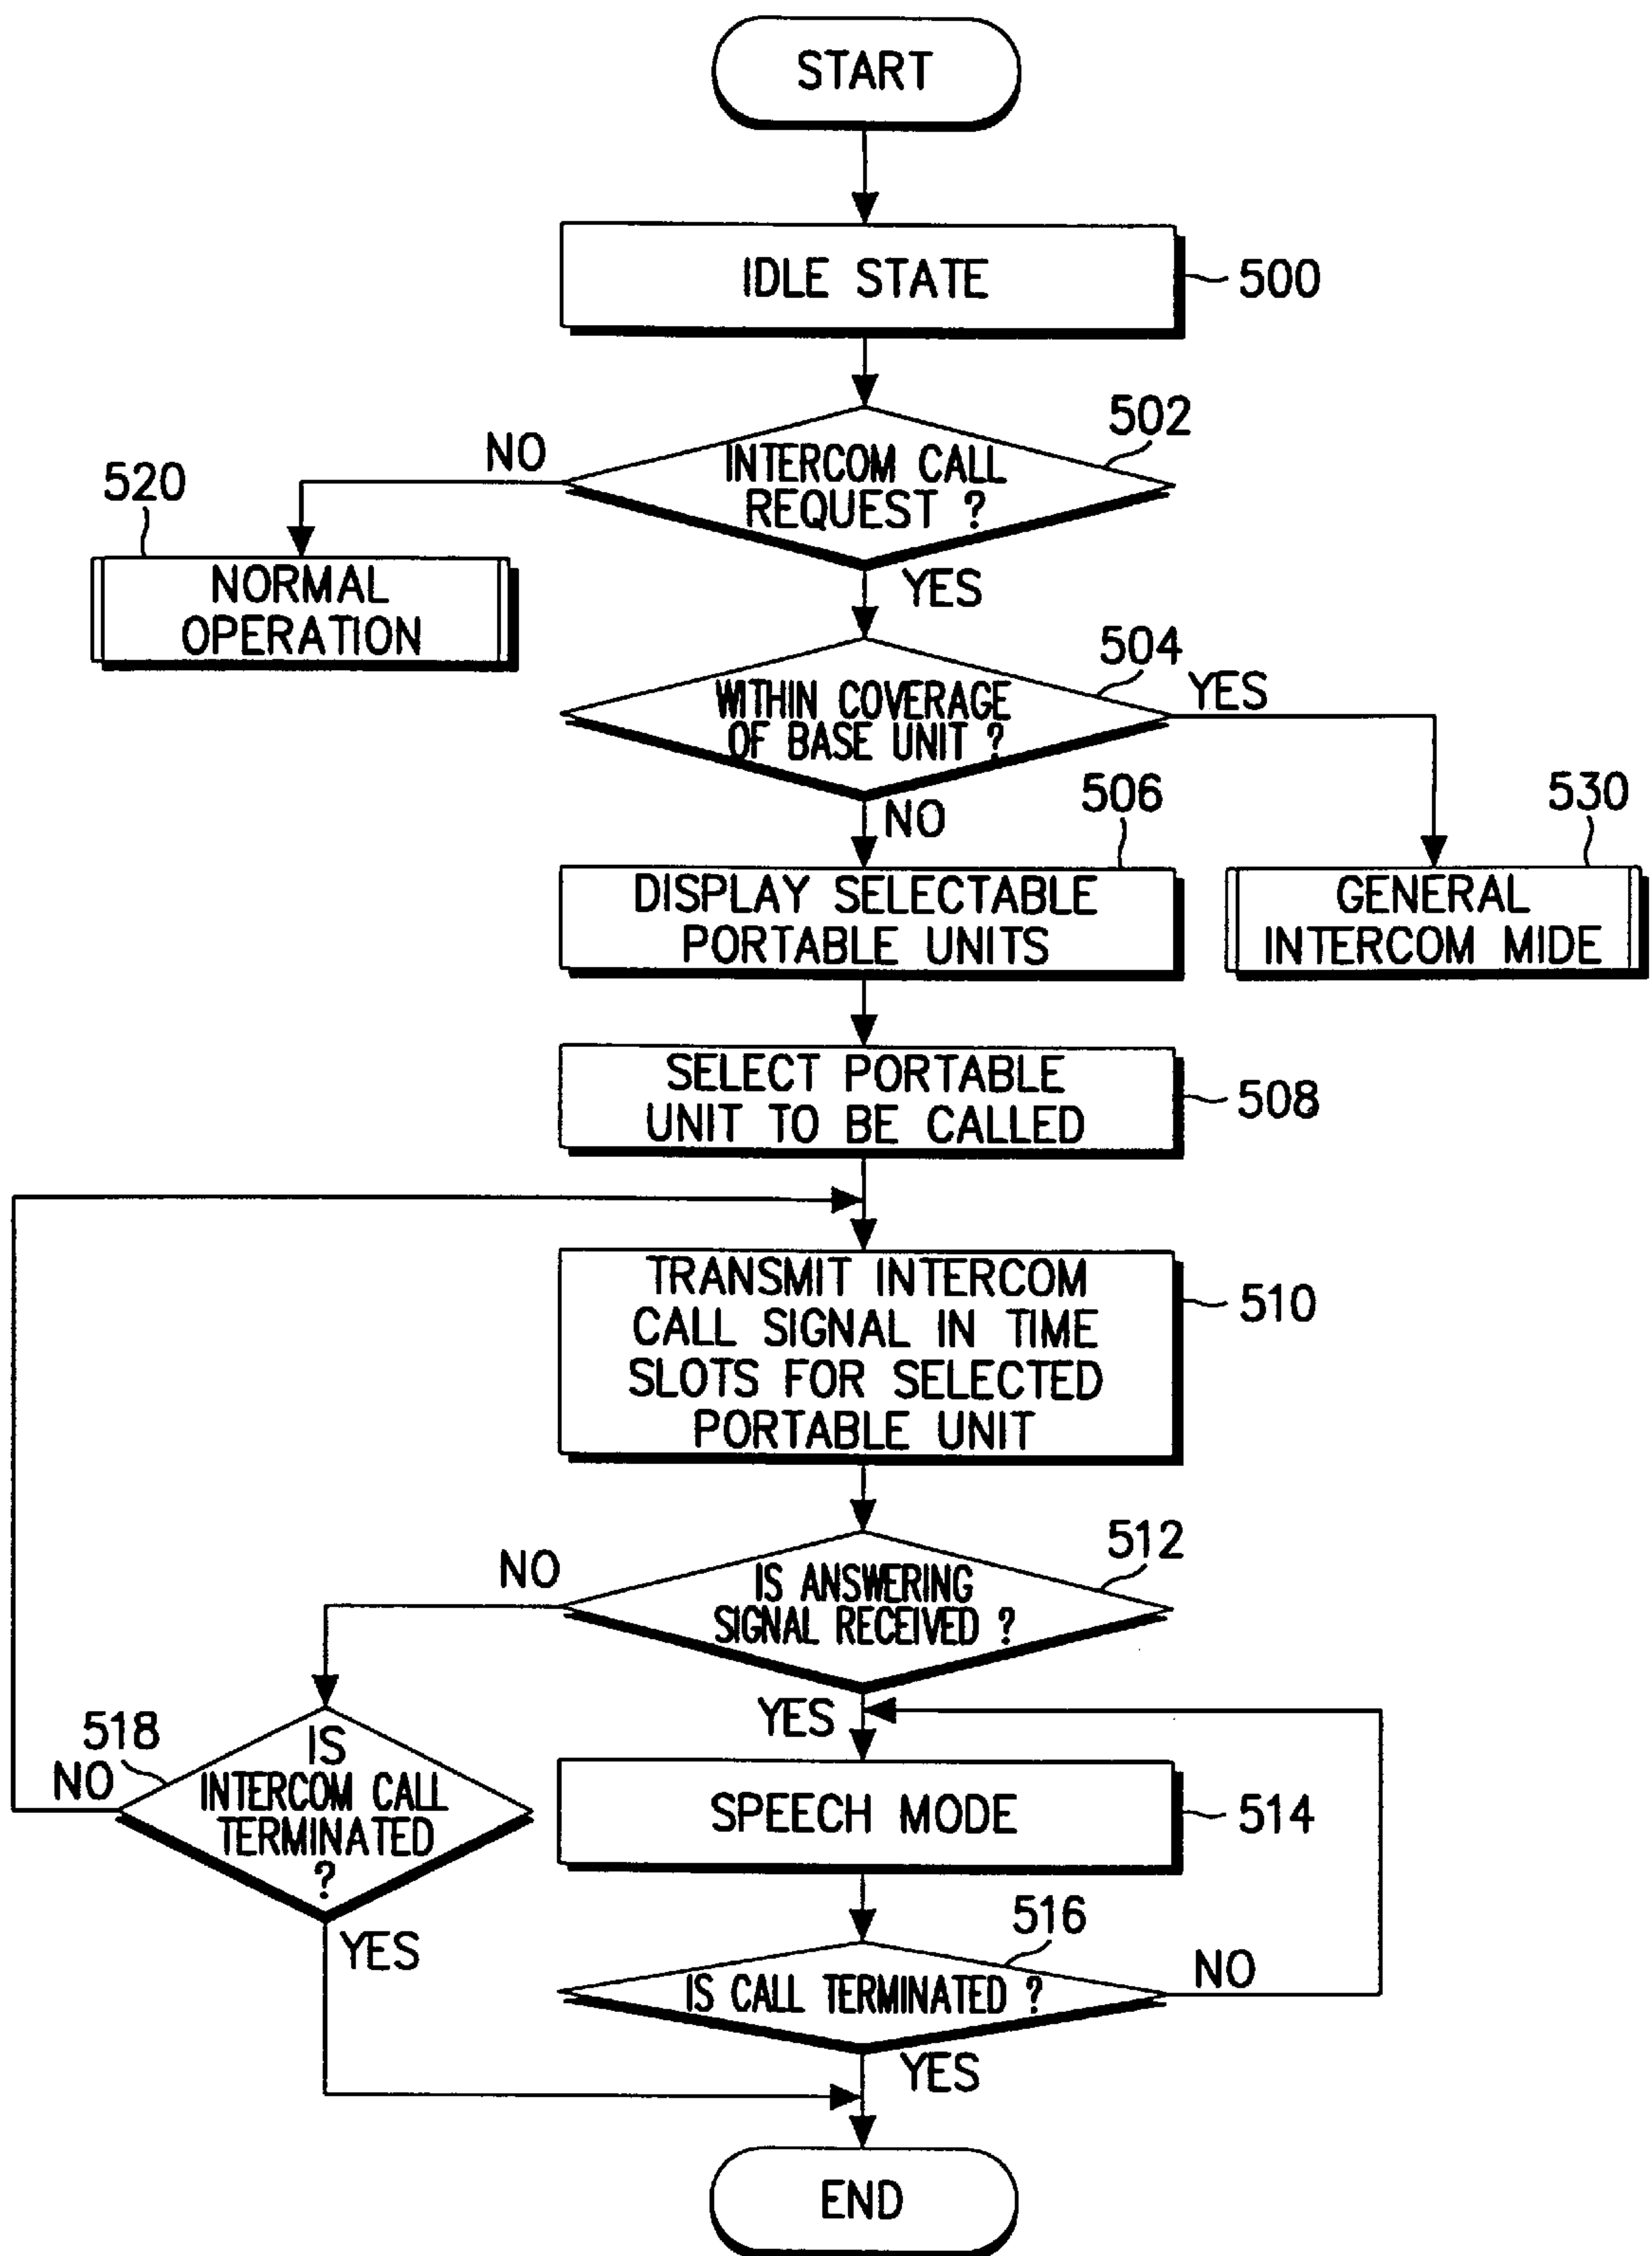 START
IDLE STATE
500
502
INTERCOM CALL
REQUEST ?
NO
520
NORMAL
OPERATION
YES
504
WITHIN COVERAGE
OF BASE UNIT ?
YES
NO
506
530
DISPLAY SELECTABLE
PORTABLE UNITS
GENERAL
INTERCOM MIDE
SELECT PORTABLE
UNIT TO BE CALLED
508
TRANSMIT INTERCOM
CALL SIGNAL IN TIME
SLOTS FOR SELECTED
PORTABLE UNIT
510
512
NO
IS ANSWERING
SIGNAL RECEIVED ?
YES
518
NO
IS
INTERCOM CALL
TERMINATED
?
SPEECH MODE
514
YES
516
IS CALL TERMINATED ?
NO
YES
END